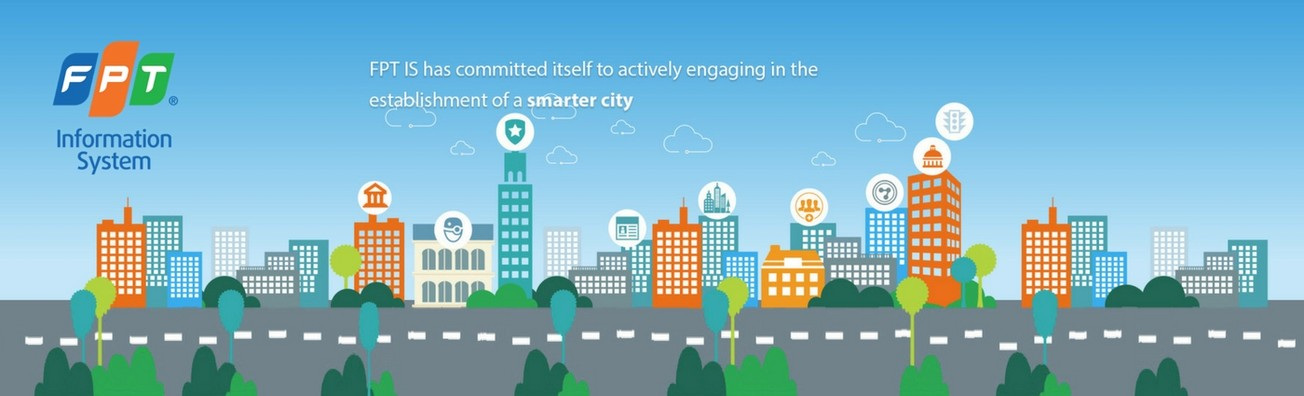 FPT®
Information
System
FPT IS has committed itself to actively engaging in the
establishment of a smarter city